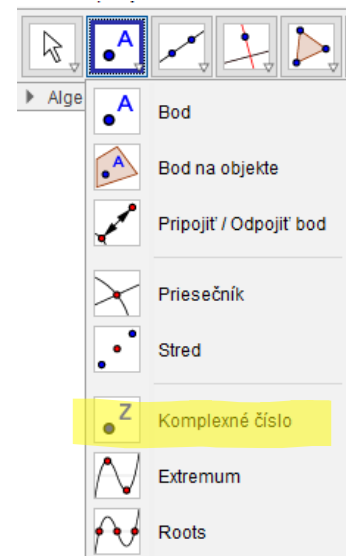 A
Alge
A
Bod
A
Bod na objekte
Pripojiť / Odpojiť bod
Priesečník
Stred
Z
Komplexné číslo
Extremum
Roots